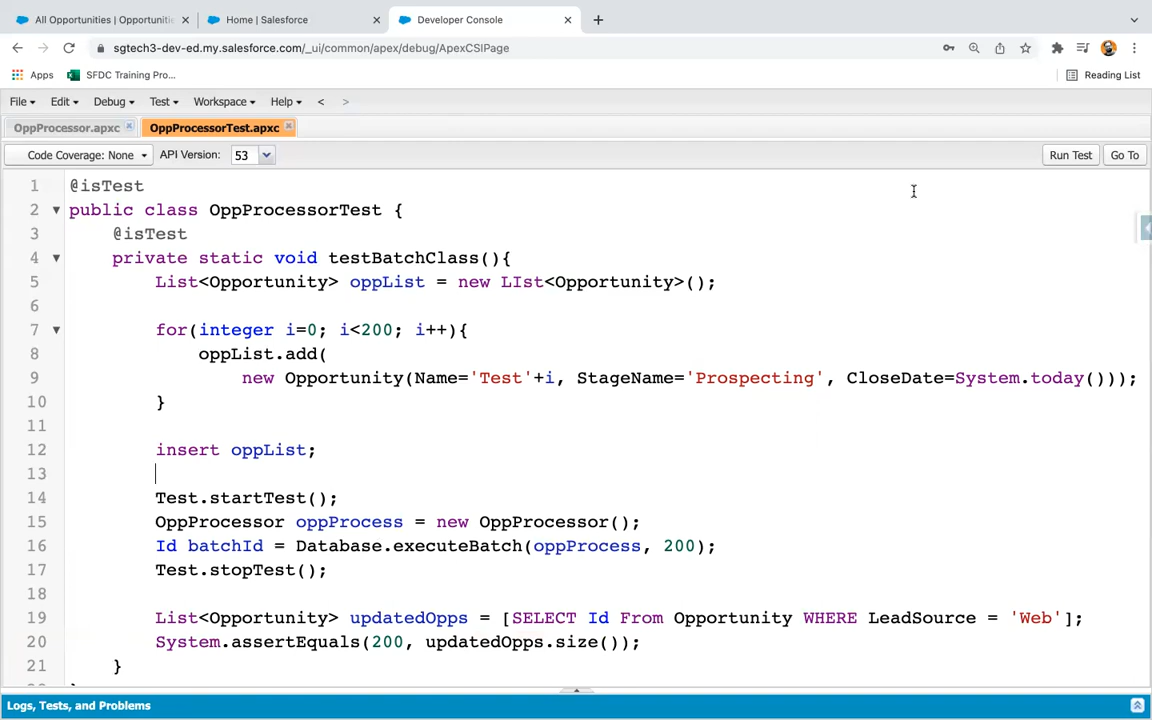 All Opportunities | Opportuniti
Home | Salesforce
Developer Console
sgtech3-dev-ed.my.salesforce.com/_ui/common/apex/debug/ApexCSIPage
Apps
SFDC Training Pro...
Reading List
File
Edit
Debug
Test
Workspace
Help
<
>
OppProcessor.apxc
OppProcessorTest.apxc
Code Coverage: None
API Version:
53
Run Test
Go To
1 @isTest
2 public class OppProcessorTest {
3 @isTest
4 private static void testBatchClass(){
5 List<Opportunity> oppList = new LIst<Opportunity>();
6
7 for(integer i=0; i<200; i++){
8 oppList.add(
9 new Opportunity(Name='Test'+i, StageName='Prospecting', CloseDate=System.today()));
10 }
11
12 insert oppList;
13
14 Test.startTest();
15 OppProcessor oppProcess = new OppProcessor();
16 Id batchId = Database.executeBatch(oppProcess, 200);
17 Test.stopTest();
18
19 List<Opportunity> updatedOpps = [SELECT Id From Opportunity WHERE LeadSource = 'Web'];
20 System.assertEquals(200, updatedOpps.size());
21 }
Logs, Tests, and Problems